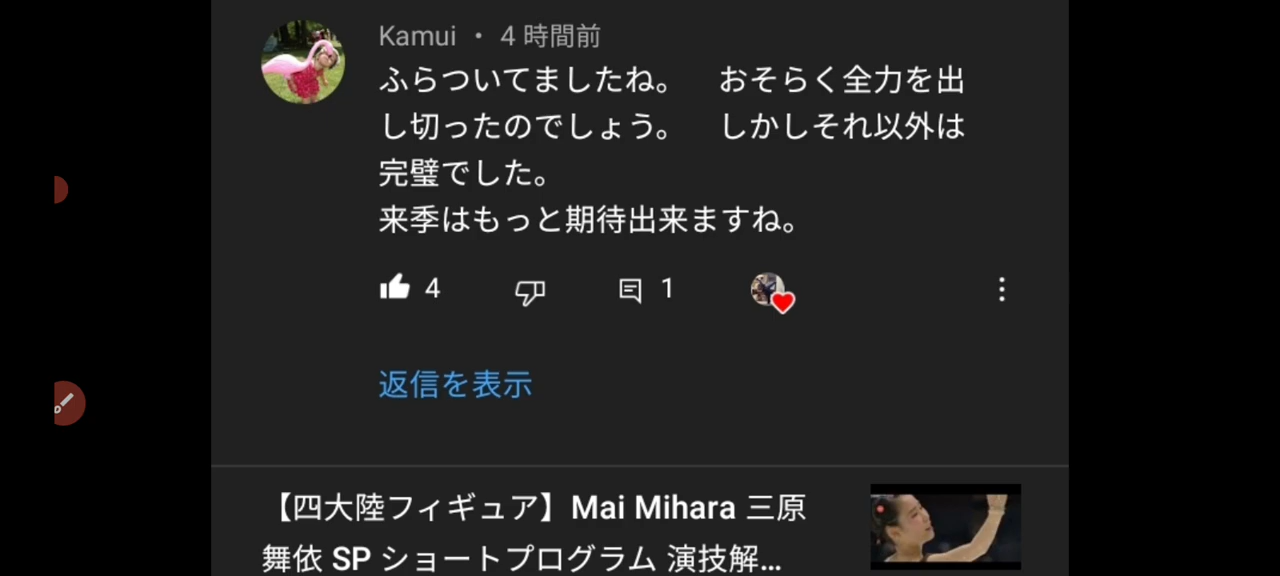 Kamui ・ 4 時間前
ふらついてましたね。　おそらく全力を出
し切ったのでしょう。　しかしそれ以外は
完璧でした。
来季はもっと期待出来ますね。
4 1
返信を表示
【四大陸フィギュア】Mai Mihara 三原
舞依 SP ショートプログラム 演技解...